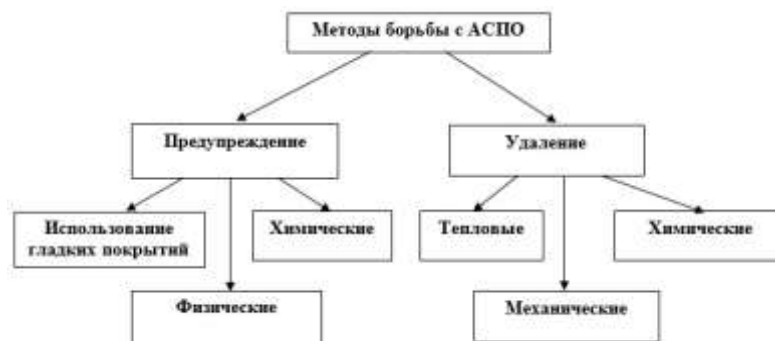 Методы борьбы с АСПО
Предупреждение
Удаление
Использование
гладких покрытий
Химические
Тепловые
Химические
Физические
Механические